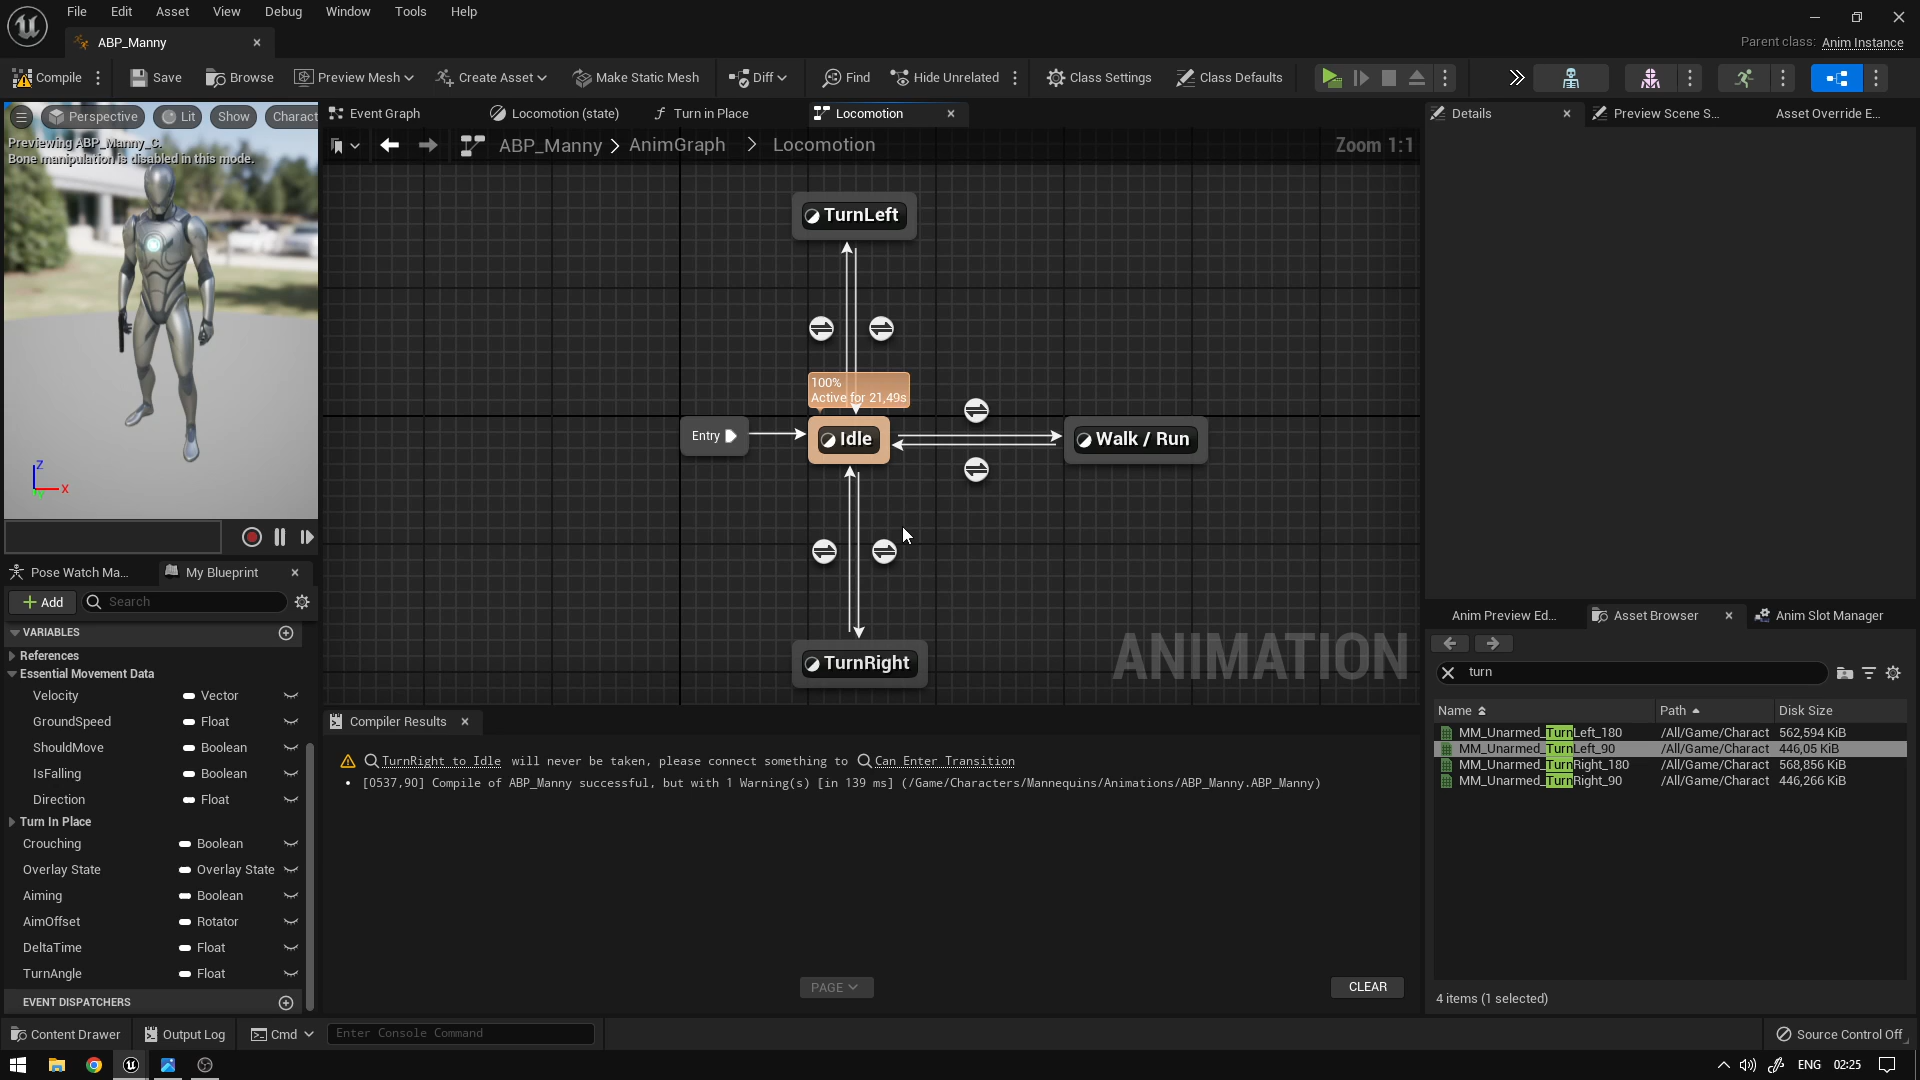 File Edit Asset View Debug Window Tools Help
ABP_Manny
Parent class: Anim Instance
Compile Save Browse Preview Mesh Create Asset Make Static Mesh Diff Find Hide Unrelated Class Settings Class Defaults
Perspective Lit Show Charact
Previewing ABP_Manny_C.
Bone manipulation is disabled in this mode.
Z
X
Event Graph Locomotion (state) Turn in Place Locomotion
ABP_Manny > AnimGraph > Locomotion
Zoom 1:1
TurnLeft
100%
Active for 21,49s
Entry
Idle
Walk / Run
TurnRight
ANIMATION
Pose Watch Ma... My Blueprint
Add Search
VARIABLES
References
Essential Movement Data
Velocity Vector
GroundSpeed Float
ShouldMove Boolean
IsFalling Boolean
Direction Float
Turn In Place
Crouching Boolean
Overlay State Overlay State
Aiming Boolean
AimOffset Rotator
DeltaTime Float
TurnAngle Float
EVENT DISPATCHERS
Compiler Results
TurnRight to Idle will never be taken, please connect something to Can Enter Transition
[0537,90] Compile of ABP_Manny successful, but with 1 Warning(s) [in 139 ms] (/Game/Characters/Mannequins/Animations/ABP_Manny.ABP_Manny)
PAGE
CLEAR
Details Preview Scene S... Asset Override E...
Anim Preview Ed... Asset Browser Anim Slot Manager
turn
Name Path Disk Size
MM_Unarmed_TurnLeft_180 /All/Game/Charact 562,594 KiB
MM_Unarmed_TurnLeft_90 /All/Game/Charact 446,05 KiB
MM_Unarmed_TurnRight_180 /All/Game/Charact 568,856 KiB
MM_Unarmed_TurnRight_90 /All/Game/Charact 446,266 KiB
4 items (1 selected)
Content Drawer Output Log Cmd Enter Console Command
Source Control Off
ENG 02:25